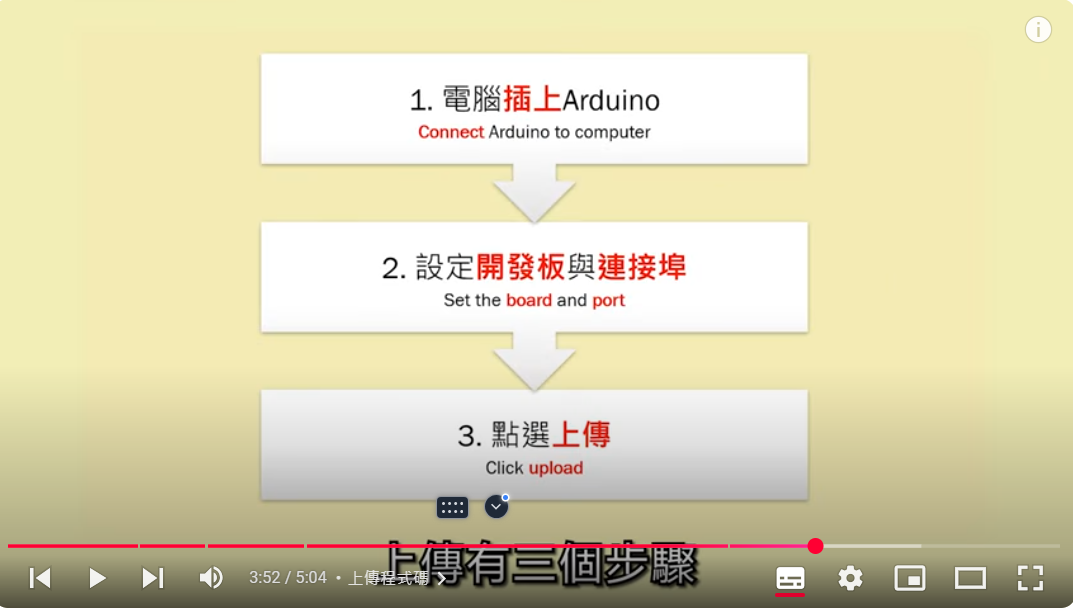 1. 電腦插上Arduino
Connect Arduino to computer
2. 設定開發板與連接埠
Set the board and port
3. 點選上傳
Click upload
上傳有三個步驟
3:52 / 5:04 • 上傳程式碼